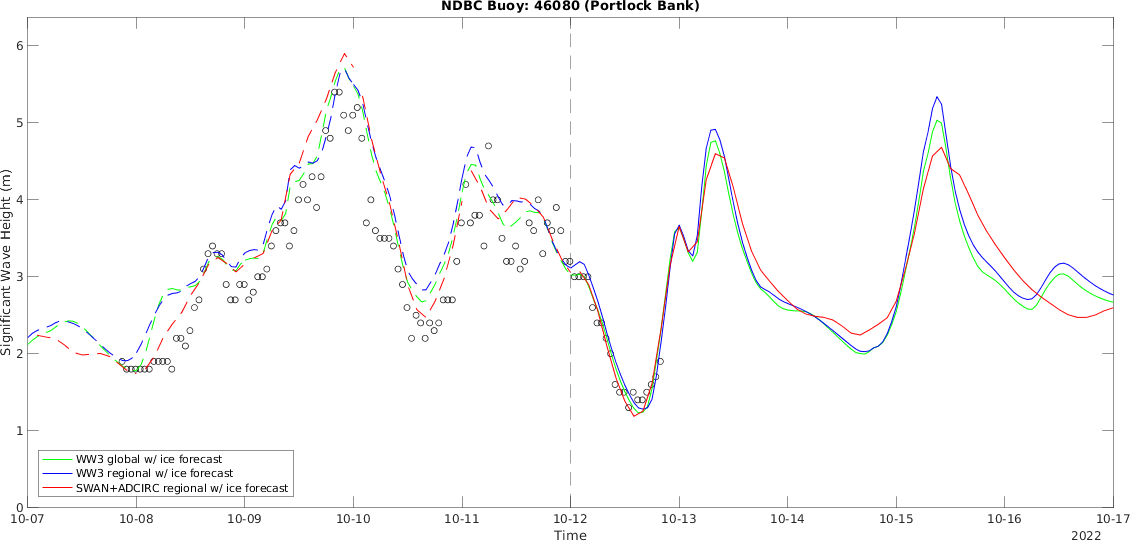 NDBC Buoy: 46080 (Portlock Bank)
Significant Wave Height (m)
6
5
4
3
2
1
0
WW3 global w/ ice forecast
WW3 regional w/ ice forecast
SWAN+ADCIRC regional w/ ice forecast
10-07 10-08 10-09 10-10 10-11 10-12 10-13 10-14 10-15 10-16 10-17
Time
2022